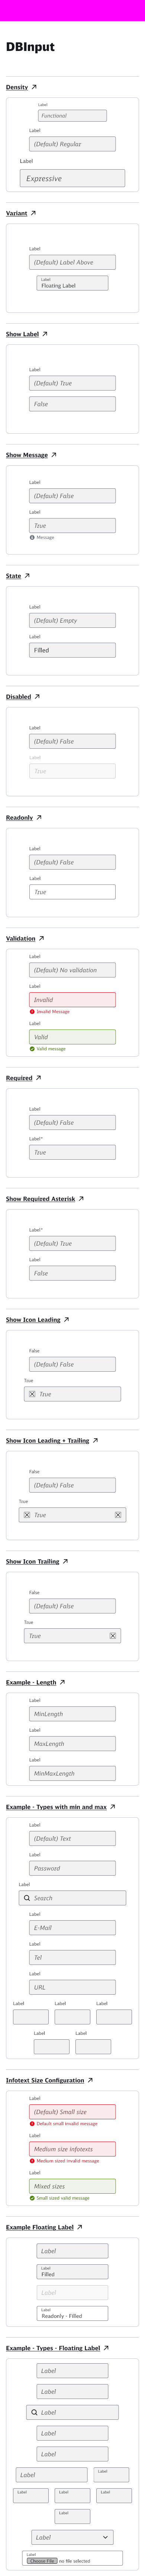 DBInput
Density
Label
Functional
Label
(Default) Regular
Label
Expressive
Variant
Label
(Default) Label Above
Label
Floating Label
Show Label
Label
(Default) True
False
Show Message
Label
(Default) False
Label
True
Message
State
Label
(Default) Empty
Label
Filled
Disabled
Label
(Default) False
Label
True
Readonly
Label
(Default) False
Label
True
Validation
Label
(Default) No validation
Label
Invalid
Invalid Message
Label
Valid
Valid message
Required
Label
(Default) False
Label*
True
Show Required Asterisk
Label*
(Default) True
Label
False
Show Icon Leading
False
(Default) False
True
True
Show Icon Leading + Trailing
False
(Default) False
True
True
Show Icon Trailing
False
(Default) False
True
True
Example - Length
Label
MinLength
Label
MaxLength
Label
MinMaxLength
Example - Types with min and max
Label
(Default) Text
Label
Password
Label
Search
Label
E-Mail
Label
Tel
Label
URL
Label Label Label
Label Label
Infotext Size Configuration
Label
(Default) Small size
Default small invalid message
Label
Medium size infotexts
Medium sized invalid message
Label
Mixed sizes
Small sized valid message
Example Floating Label
Label
Label
Filled
Label
Label
Readonly - Filled
Example - Types - Floating Label
Label
Label
Label
Label
Label
Label Label
Label Label Label
Label
Label
Label
Choose File no file selected